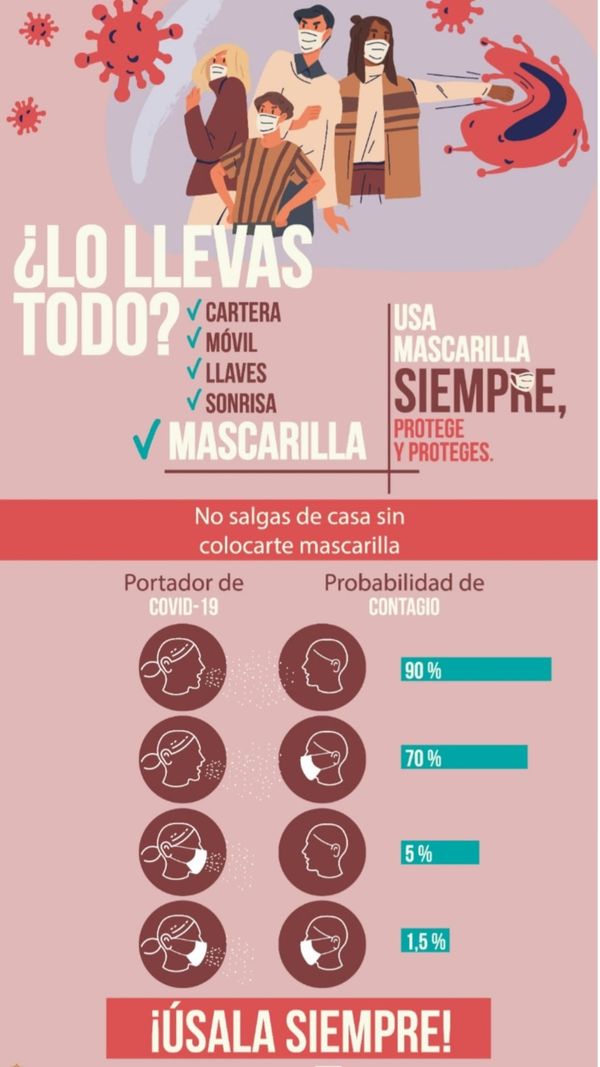 ¿LO LLEVAS
TODO?
✓ CARTERA
✓ MÓVIL
✓ LLAVES
✓ SONRISA
✓ MASCARILLA
USA
MASCARILLA
SIEMPRE,
PROTEGE
Y PROTEGES.
No salgas de casa sin
colocarte mascarilla
Portador de
COVID-19
Probabilidad de
CONTAGIO
90 %
70 %
5 %
1,5 %
¡ÚSALA SIEMPRE!